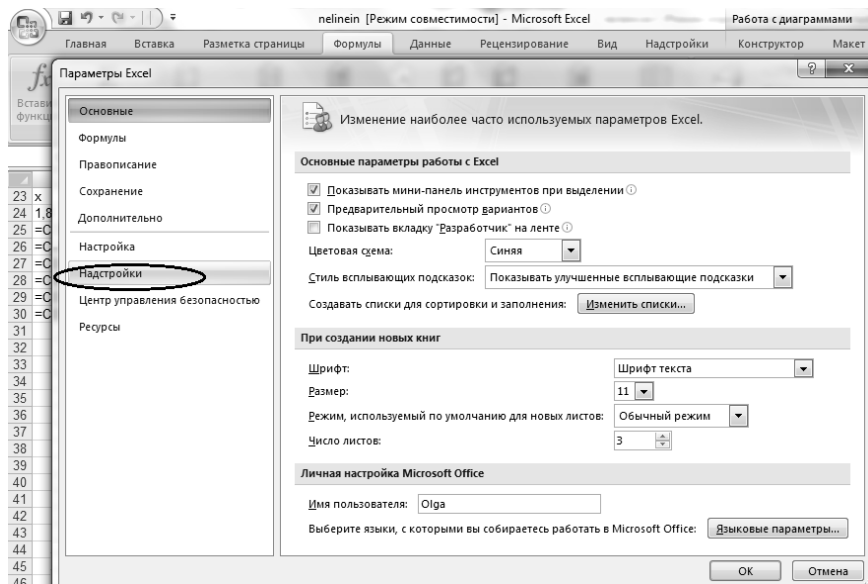 nelinein [Режим совместимости] - Microsoft Excel
Работа с диаграммами
Главная Вставка Разметка страницы Формулы Данные Рецензирование Вид Надстройки Конструктор Макет
fx
Параметры Excel
Основные
Формулы
Правописание
Сохранение
Дополнительно
Настройка
Надстройки
Центр управления безопасностью
Ресурсы
Изменение наиболее часто используемых параметров Excel.
Основные параметры работы с Excel
Показывать мини-панель инструментов при выделении
Предварительный просмотр вариантов
Показывать вкладку "Разработчик" на ленте
Цветовая схема: Синяя
Стиль всплывающих подсказок: Показывать улучшенные всплывающие подсказки
Создавать списки для сортировки и заполнения: Изменить списки...
При создании новых книг
Шрифт: Шрифт текста
Размер: 11
Режим, используемый по умолчанию для новых листов: Обычный режим
Число листов: 3
Личная настройка Microsoft Office
Имя пользователя: Olga
Выберите языки, с которыми вы собираетесь работать в Microsoft Office: Языковые параметры...
ОК Отмена
23 x
24 1,8
25 =C
26 =C
27 =C
28 =C
29 =C
30 =C
31
32
33
34
35
36
37
38
39
40
41
42
43
44
45
46